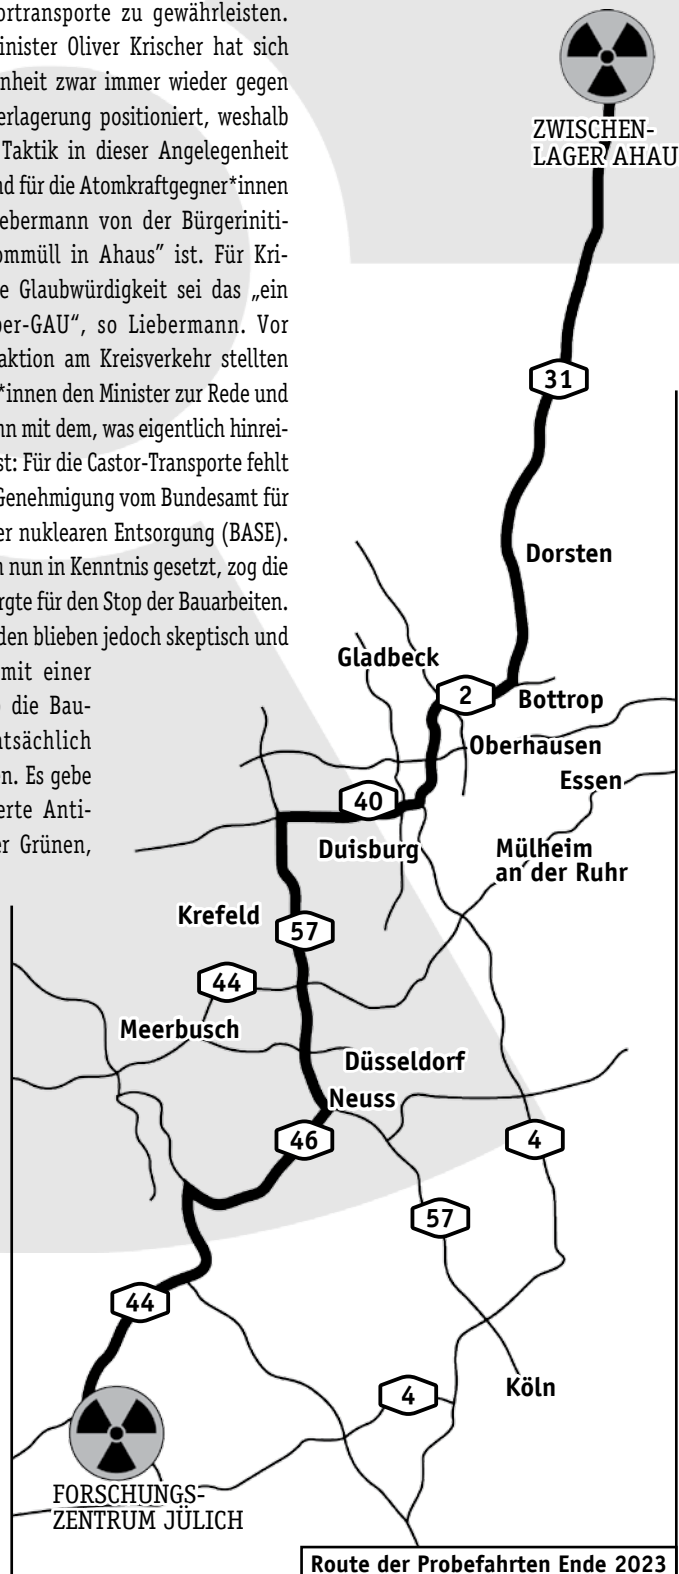 ortransporte zu gewährleisten.
inister Oliver Krischer hat sich
nheit zwar immer wieder gegen
erlagerung positioniert, weshalb
Taktik in dieser Angelegenheit
nd für die Atomkraftgegner*innen
ebermann von der Bürgeriniti-
ommüll in Ahaus” ist. Für Kri-
e Glaubwürdigkeit sei das „ein
per-GAU“, so Liebermann. Vor
aktion am Kreisverkehr stellten
*innen den Minister zur Rede und
nn mit dem, was eigentlich hinrei-
st: Für die Castor-Transporte fehlt
Genehmigung vom Bundesamt für
er nuklearen Entsorgung (BASE).
n nun in Kenntnis gesetzt, zog die
rgte für den Stop der Bauarbeiten.
den blieben jedoch skeptisch und
mit einer
die Bau-
atsächlich
en. Es gebe
erte Anti-
er Grünen,
ZWISCHEN-
LAGER AHAU
31
Dorsten
Gladbeck
2
Bottrop
Oberhausen
Essen
40
Duisburg
Mülheim
an der Ruhr
Krefeld
57
44
Meerbusch
Düsseldorf
Neuss
46
4
57
44
4
Köln
FORSCHUNGS-
ZENTRUM JÜLICH
Route der Probefahrten Ende 2023